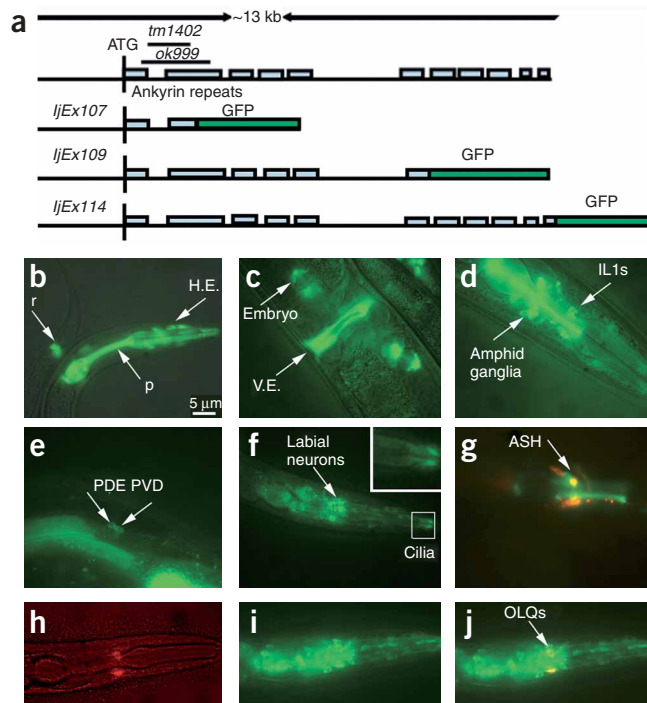 a
~13 kb
tm1402
ATG
ok999
Ankyrin repeats
ljEx107
GFP
ljEx109
GFP
ljEx114
GFP
b
r
H.E.
p
5 μm
c
Embryo
V.E.
d
IL1s
Amphid
ganglia
e
PDE PVD
f
Labial
neurons
Cilia
g
ASH
h
i
j
OLQs